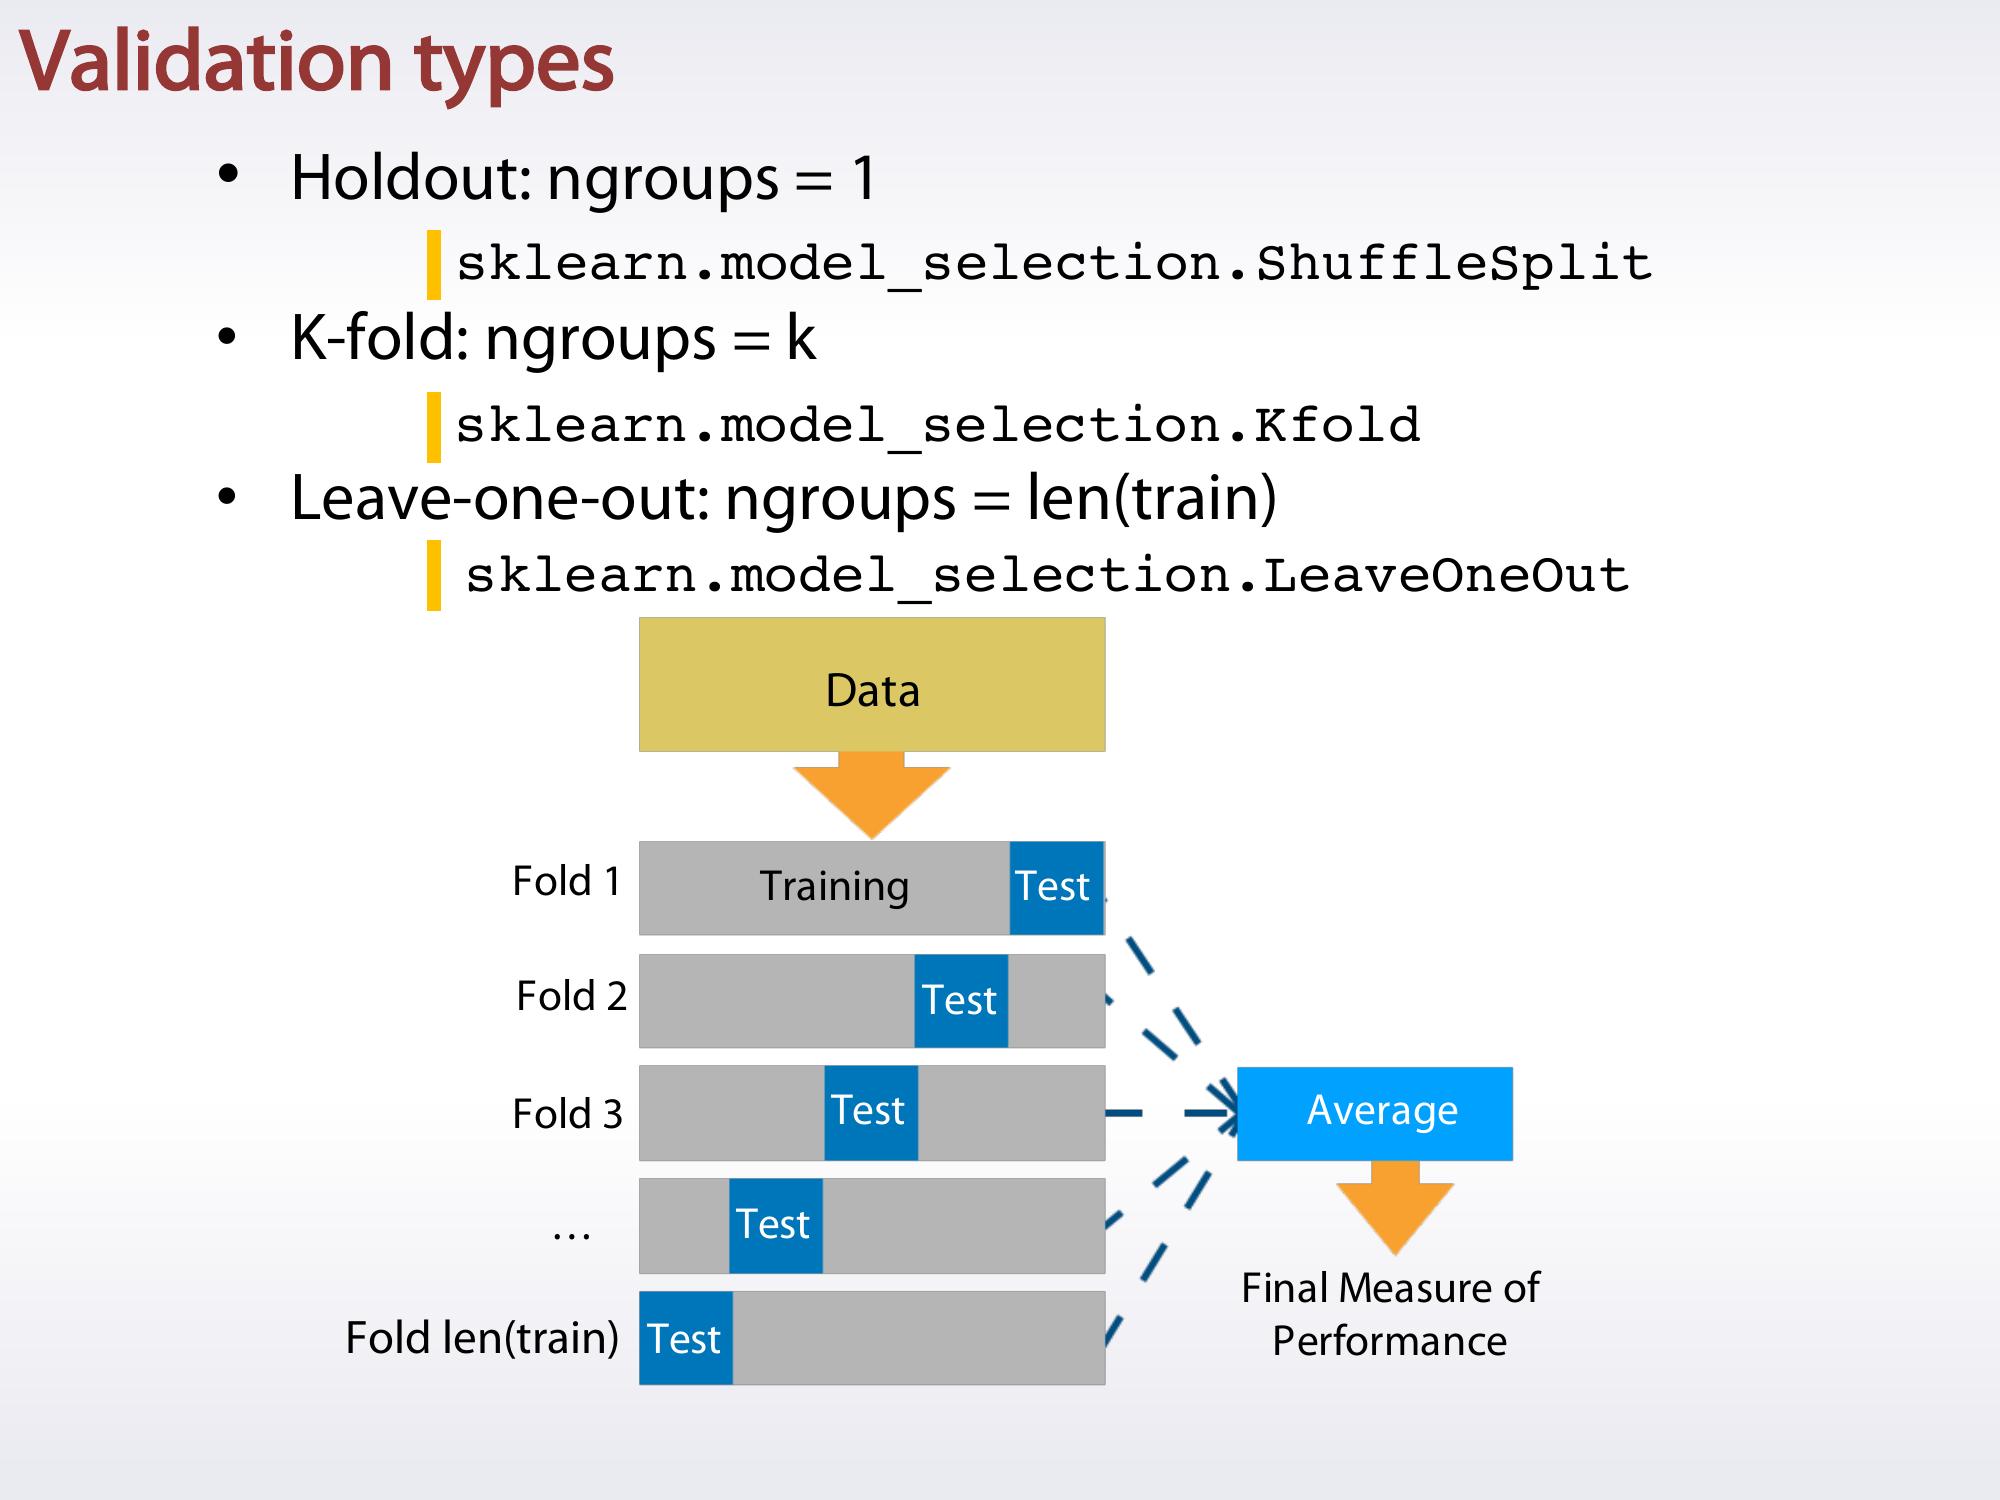 Validation types
• Holdout: ngroups = 1
sklearn.model_selection.ShuffleSplit
• K-fold: ngroups = k
sklearn.model_selection.Kfold
• Leave-one-out: ngroups = len(train)
sklearn.model_selection.LeaveOneOut
Data
Fold 1 Training Test
Fold 2 Test
Fold 3 Test Average
... Test
Final Measure of
Performance
Fold len(train) Test